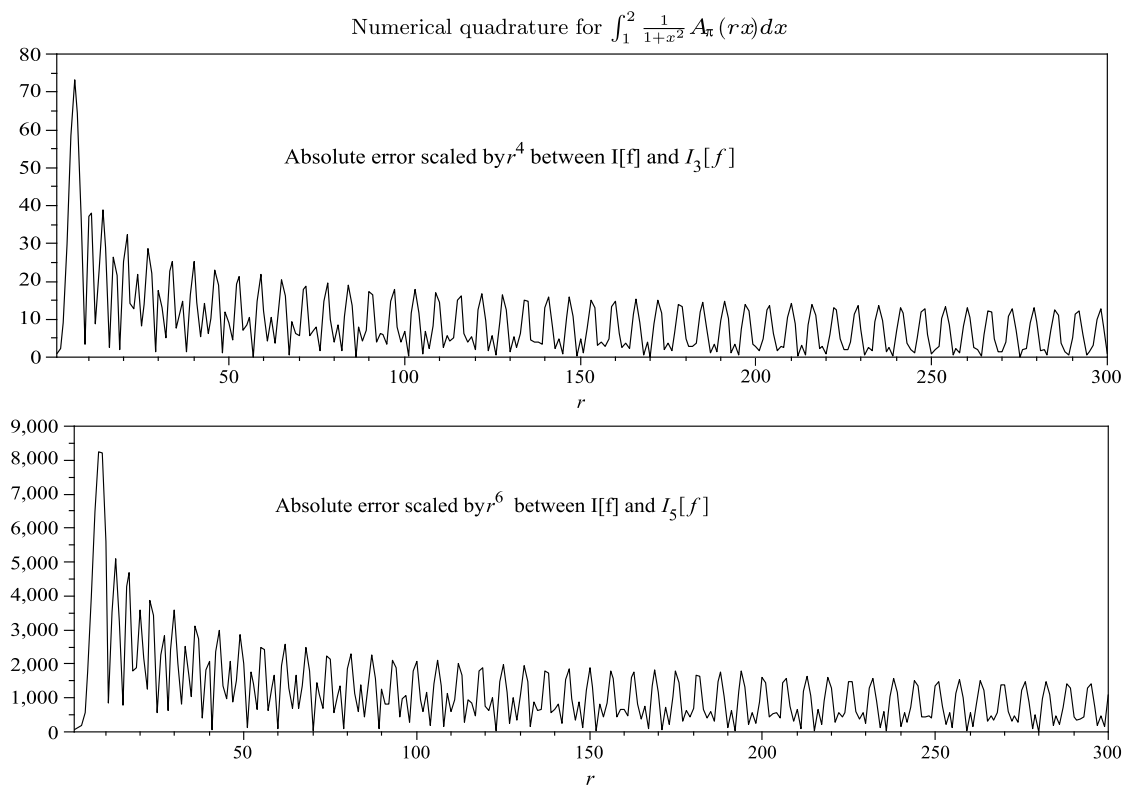 Numerical quadrature for ∫₁² 1/(1+x²) A_π(rx)dx
80
70
60
50
40
30
20
10
0
Absolute error scaled by r⁴ between I[f] and I₃[f]
50 100 150 200 250 300
r
9,000
8,000
7,000
6,000
5,000
4,000
3,000
2,000
1,000
0
Absolute error scaled by r⁶ between I[f] and I₅[f]
50 100 150 200 250 300
r